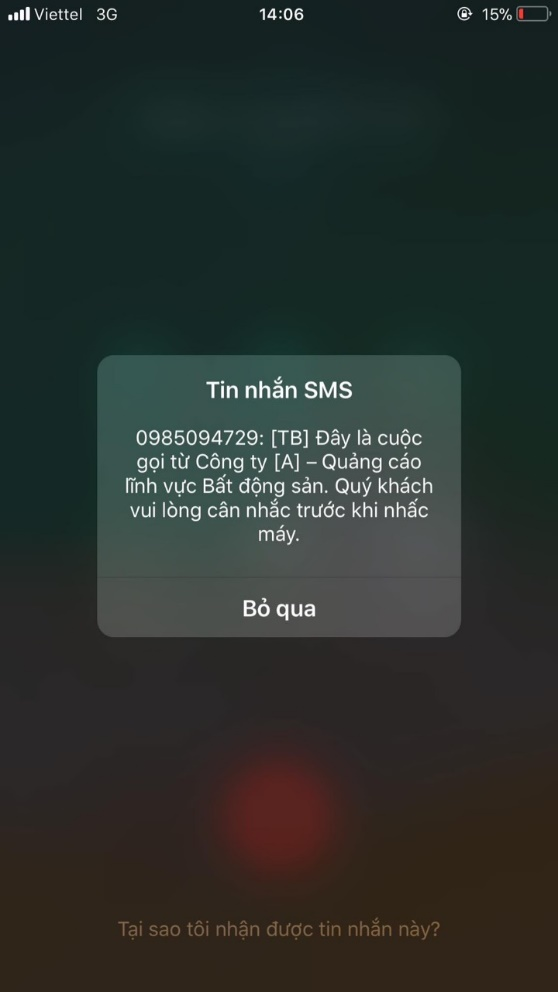 Viettel 3G 14:06 15%
Tin nhắn SMS
0985094729: [TB] Đây là cuộc
gọi từ Công ty [A] – Quảng cáo
lĩnh vực Bất động sản. Quý khách
vui lòng cân nhắc trước khi nhấc
máy.
Bỏ qua
Tại sao tôi nhận được tin nhắn này?